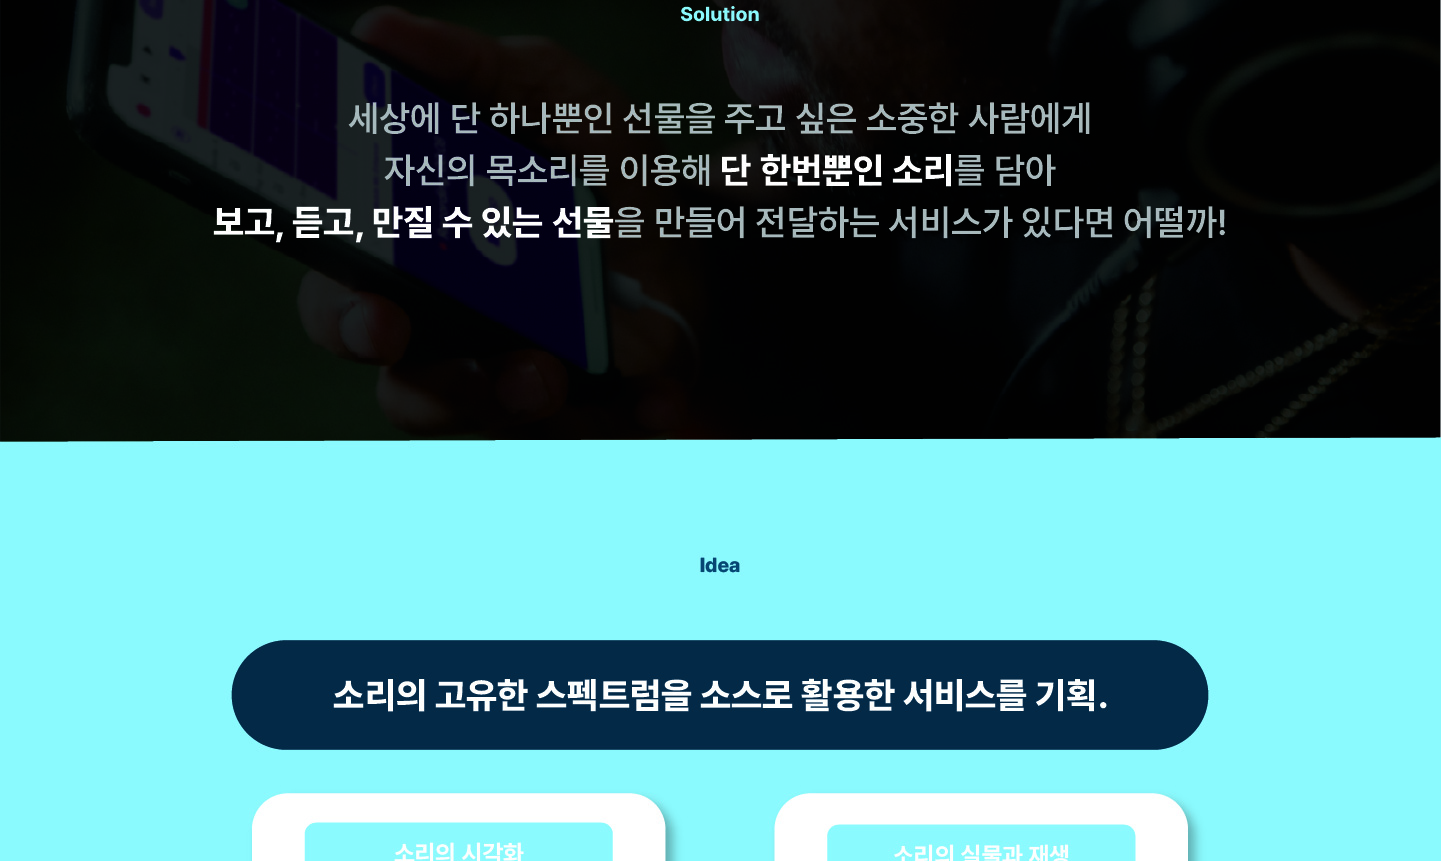 Solution
세상에 단 하나뿐인 선물을 주고 싶은 소중한 사람에게
자신의 목소리를 이용해 단 한번뿐인 소리를 담아
보고, 듣고, 만질 수 있는 선물을 만들어 전달하는 서비스가 있다면 어떨까!
Idea
소리의 고유한 스펙트럼을 소스로 활용한 서비스를 기획.
소리의 시각화
소리의 실물과 재생